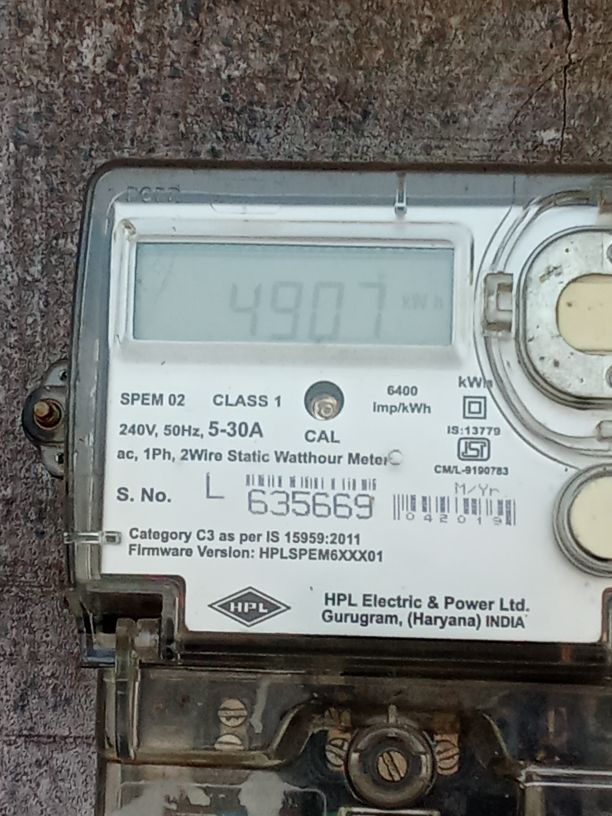 4907 kWh
SPEM 02 CLASS 1 6400 Imp/kWh kWh
240V, 50Hz, 5-30A CAL IS:13779
ac, 1Ph, 2Wire Static Watthour Meter CM/L-9190783
S. No. L 635669 M/Yr.
042019
Category C3 as per IS 15959:2011
Firmware Version: HPLSPEM6XXX01
HPL HPL Electric & Power Ltd.
Gurugram, (Haryana) INDIA